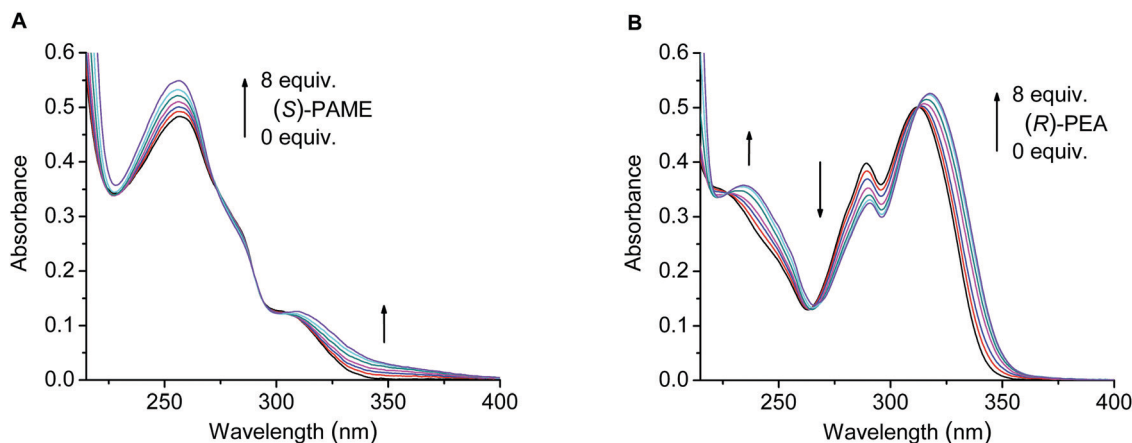 A
0.6
0.5
0.4
0.3
0.2
0.1
0.0
Absorbance
250
300
350
400
Wavelength (nm)
8 equiv.
(S)-PAME
0 equiv.
B
0.6
0.5
0.4
0.3
0.2
0.1
0.0
Absorbance
250
300
350
400
Wavelength (nm)
8 equiv.
(R)-PEA
0 equiv.